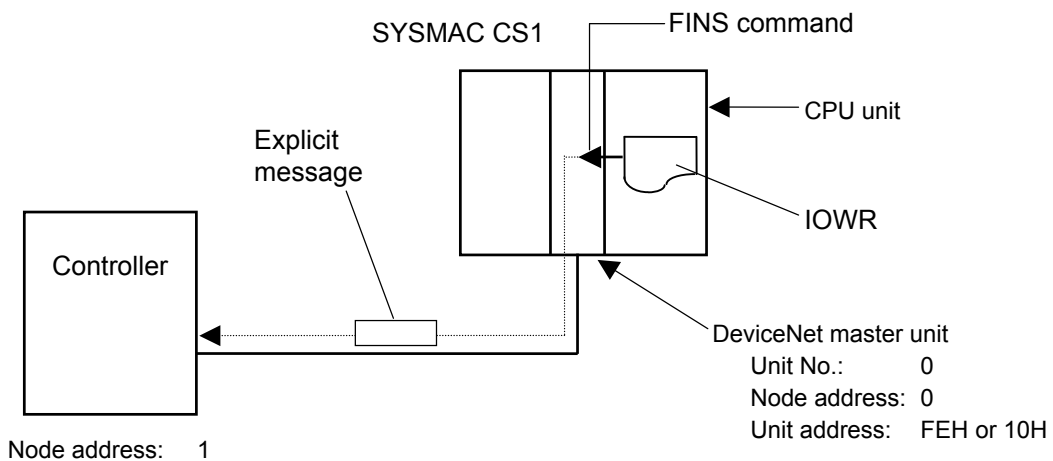 SYSMAC CS1
FINS command
CPU unit
Explicit
message
IOWR
Controller
DeviceNet master unit
Unit No.: 0
Node address: 0
Unit address: FEH or 10H
Node address: 1